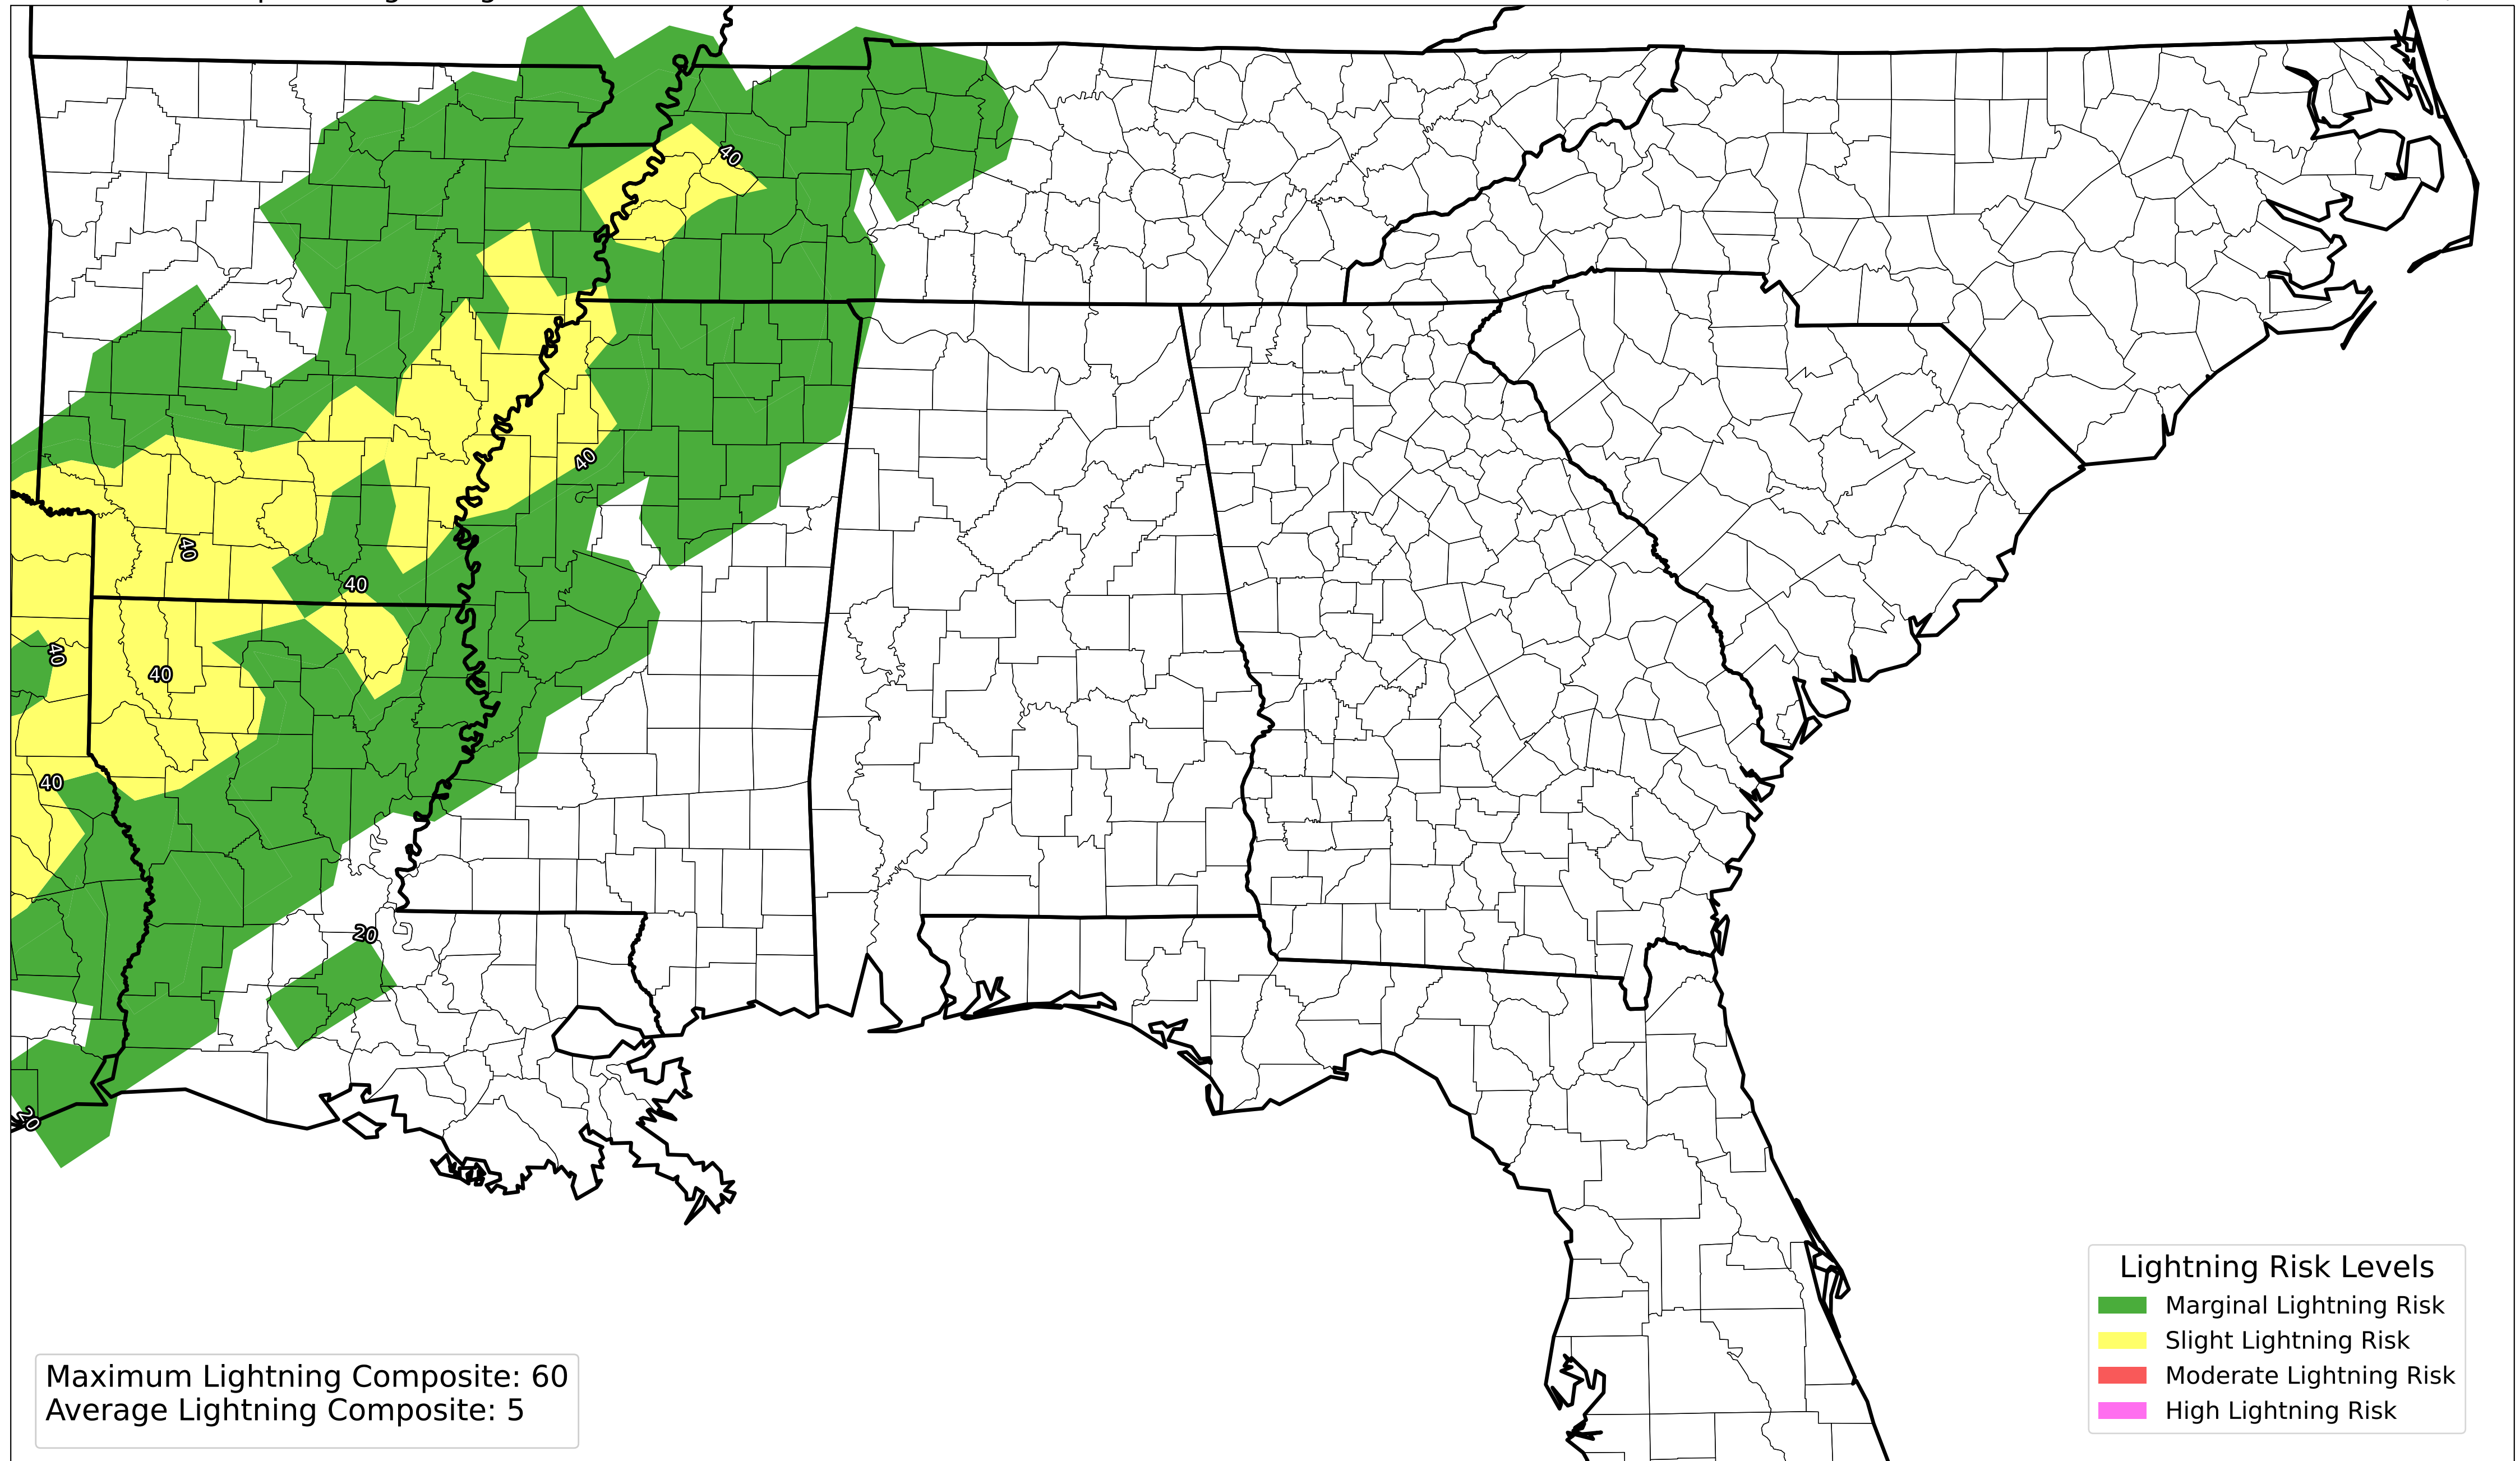 40
40
40
40
40
40
40
20
20
Lightning Risk Levels
Marginal Lightning Risk
Slight Lightning Risk
Moderate Lightning Risk
High Lightning Risk
Maximum Lightning Composite: 60
Average Lightning Composite: 5